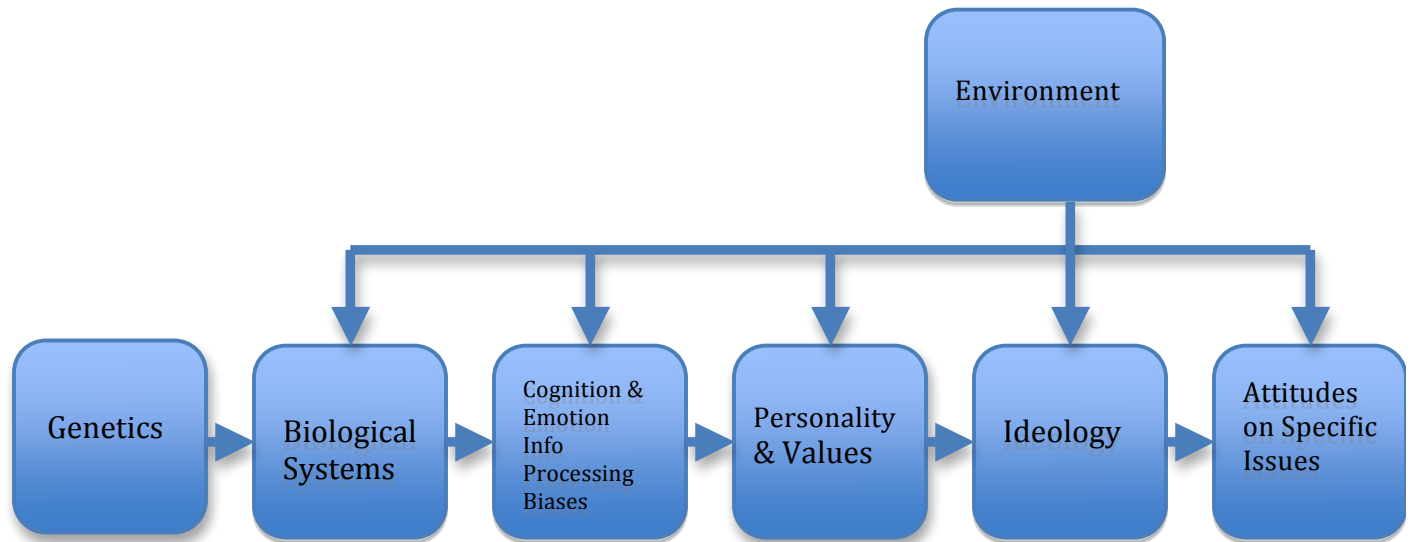 Environment
Genetics
Biological
Systems
Cognition &
Emotion
Info
Processing
Biases
Personality
& Values
Ideology
Attitudes
on Specific
Issues